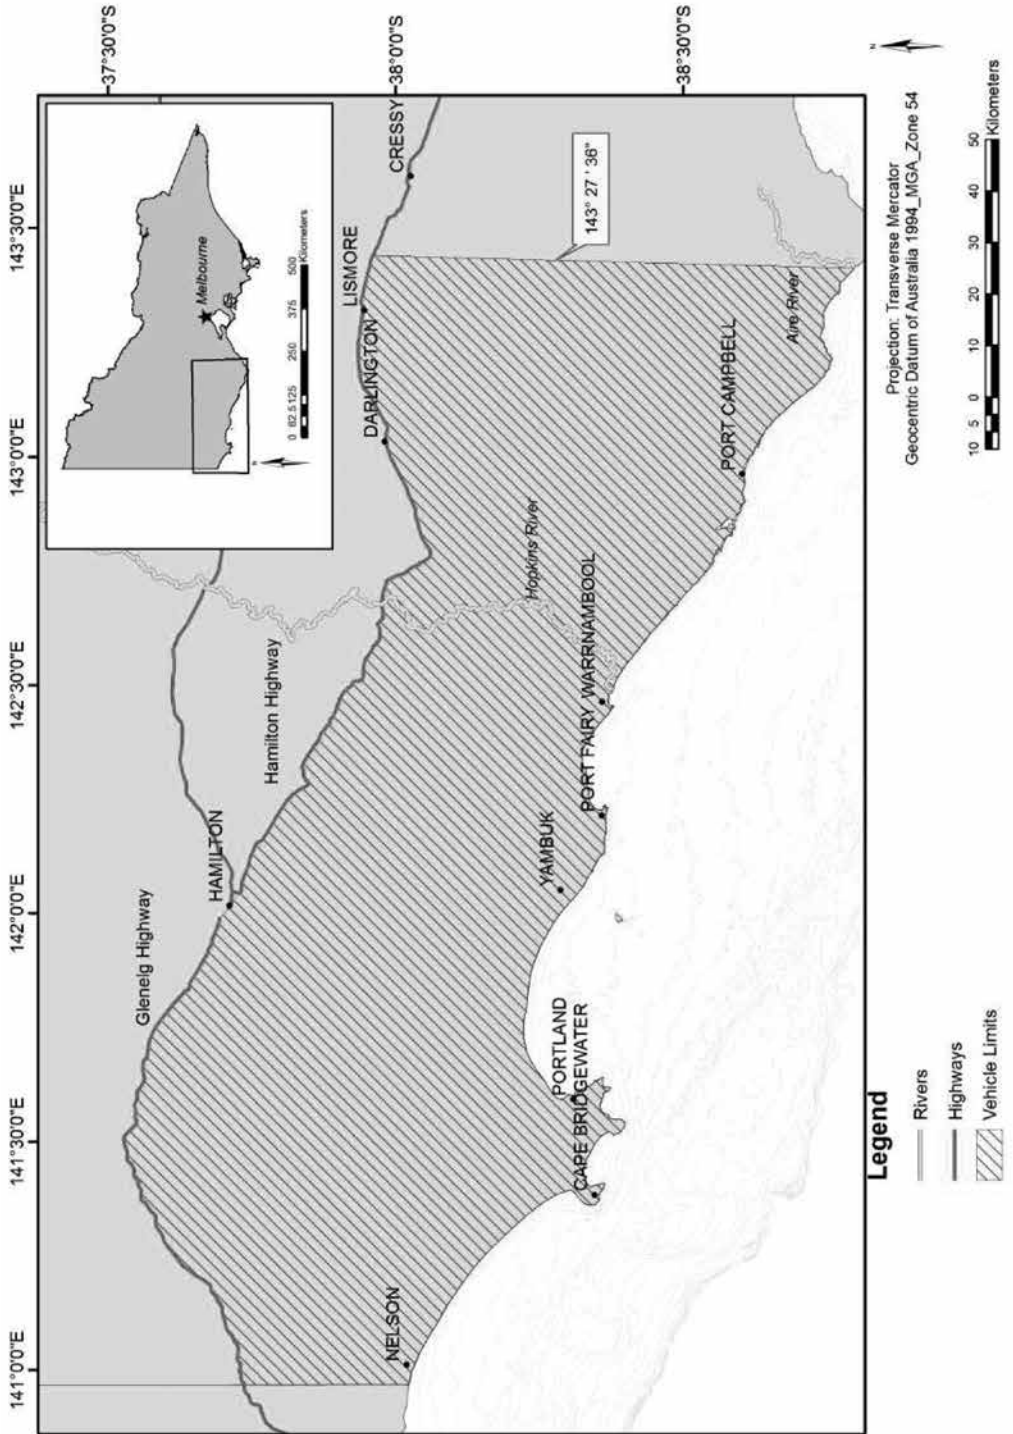 141°0'0"E
141°30'0"E
142°0'0"E
142°30'0"E
143°0'0"E
143°30'0"E
37°30'0"S
38°0'0"S
38°30'0"S
Glenelg Highway
HAMILTON
Hamilton Highway
Melbourne
N
0 62.5 125 250 375 500
Kilometers
DARLINGTON
LISMORE
CRESSY
NELSON
Hopkins River
143° 27 ' 36"
YAMBUK
PORTLAND
CAPE BRIDGEWATER
PORT FAIRY WARRNAMBOOL
PORT CAMPBELL
Aire River
Legend
Rivers
Highways
Vehicle Limits
Projection: Transverse Mercator
Geocentric Datum of Australia 1994_MGA_Zone 54
N
10 5 0 10 20 30 40 50
Kilometers